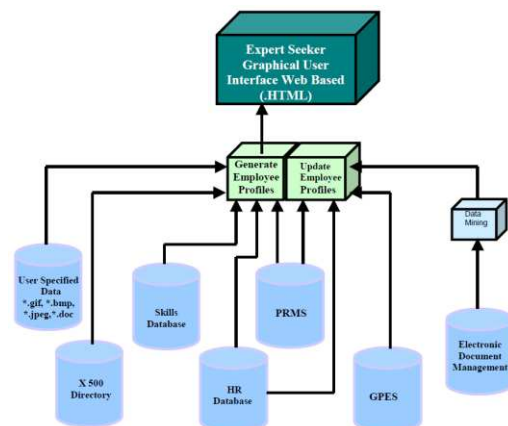 Expert Seeker
Graphical User
Interface Web Based
(.HTML)
Generate
Employee
Profiles
Update
Employee
Profiles
Data
Mining
User Specified
Data
*.gif, *.bmp,
*.jpeg,*.doc
Skills
Database
PRMS
Electronic
Document
Management
X 500
Directory
HR
Database
GPES